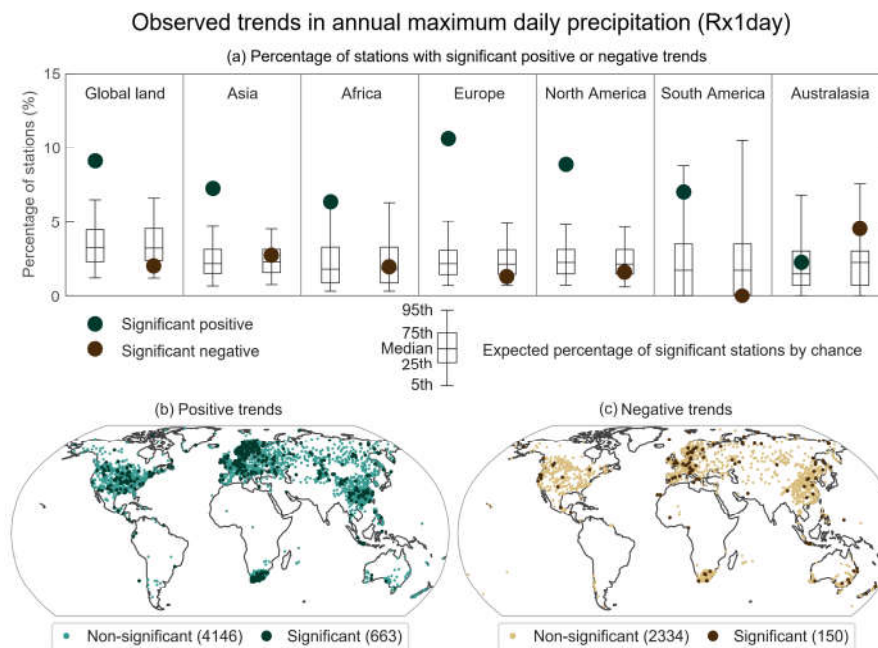 Observed trends in annual maximum daily precipitation (Rx1day)
(a) Percentage of stations with significant positive or negative trends
Percentage of stations (%)
15
10
5
0
Global land
Asia
Africa
Europe
North America
South America
Australasia
Significant positive
Significant negative
95th
75th
Median
25th
5th
Expected percentage of significant stations by chance
(b) Positive trends
(c) Negative trends
Non-significant (4146)
Significant (663)
Non-significant (2334)
Significant (150)